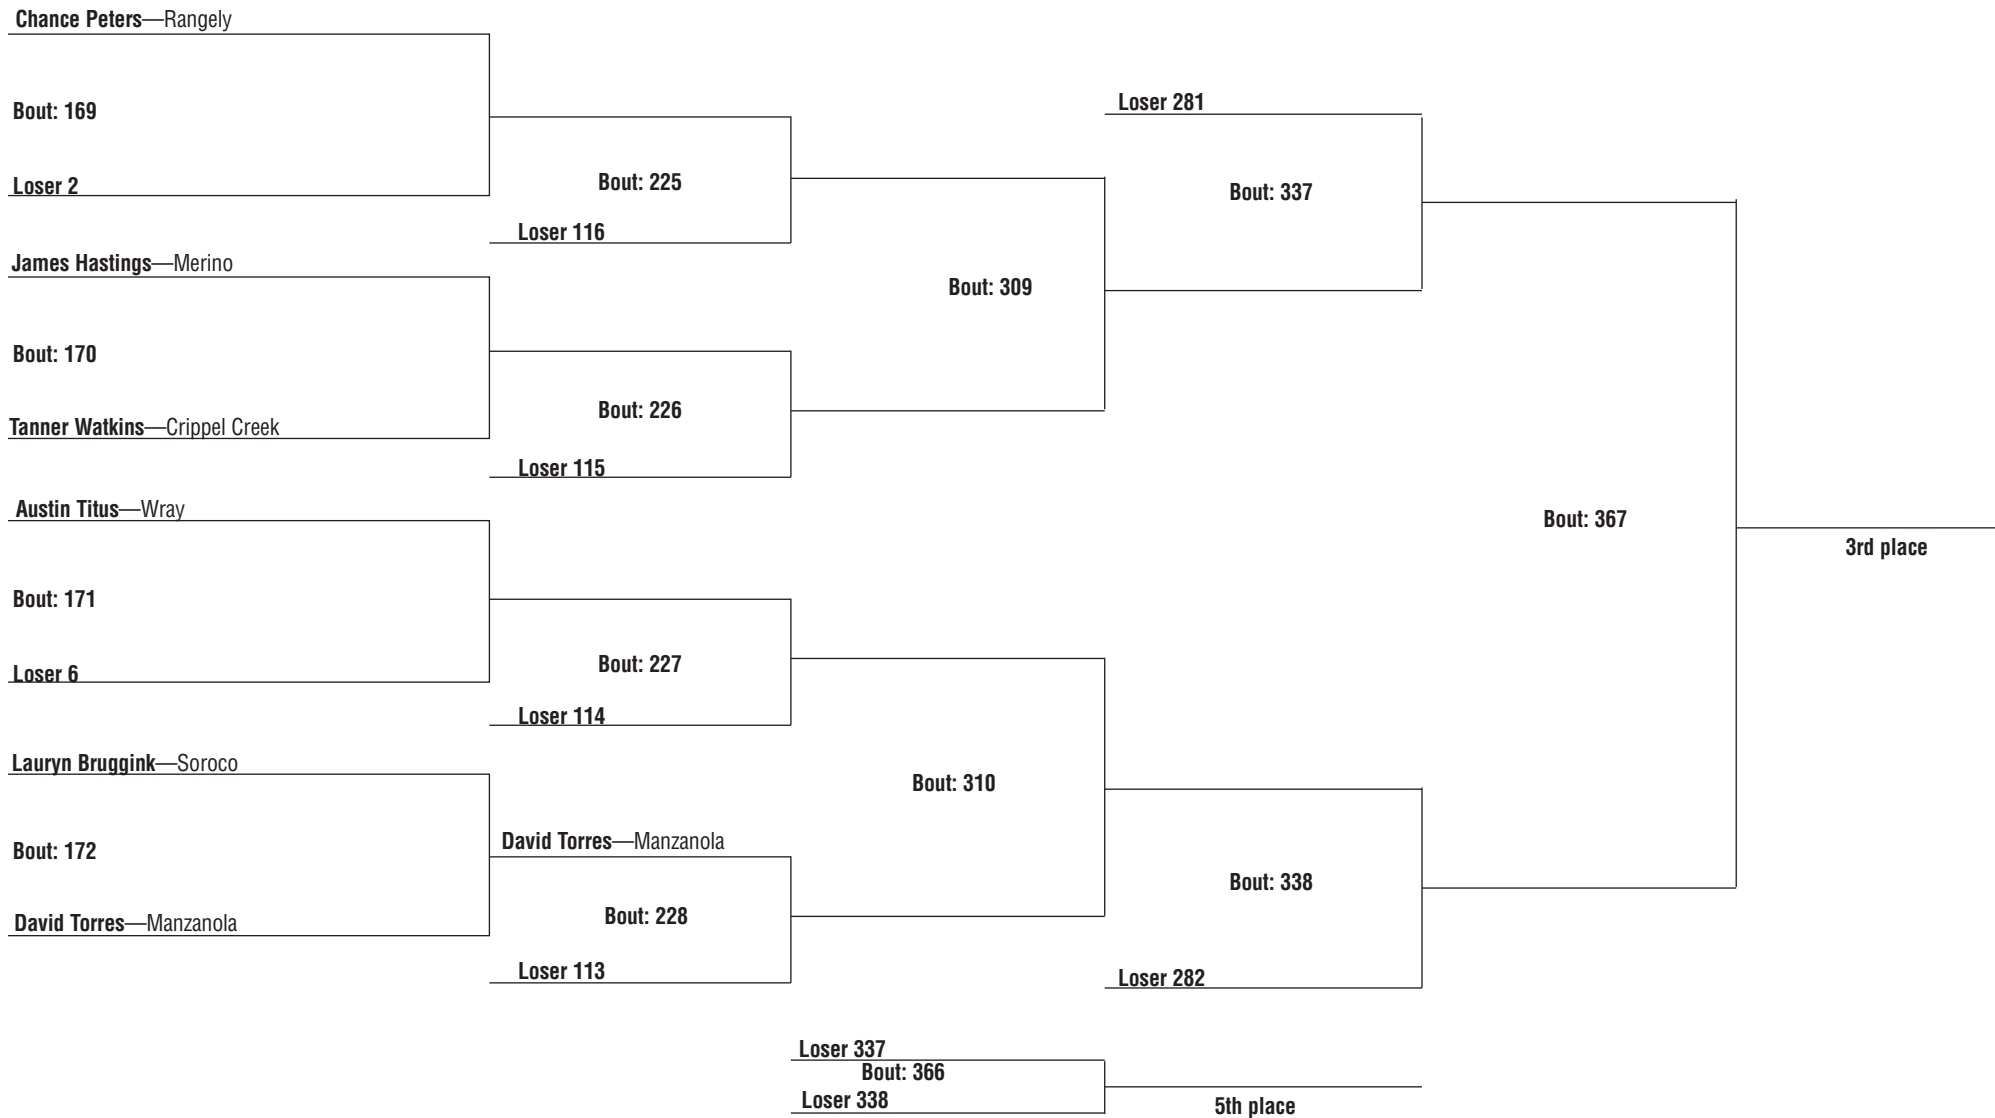 Chance Peters—Rangely
Bout: 169
Loser 2
James Hastings—Merino
Bout: 170
Tanner Watkins—Crippel Creek
Austin Titus—Wray
Bout: 171
Loser 6
Lauryn Bruggink—Soroco
Bout: 172
David Torres—Manzanola
Bout: 225
Loser 116
Bout: 226
Loser 115
Bout: 227
Loser 114
David Torres—Manzanola
Bout: 228
Loser 113
Bout: 309
Bout: 310
Loser 281
Bout: 337
Bout: 338
Loser 282
Bout: 367
3rd place
Loser 337
Bout: 366
Loser 338
5th place